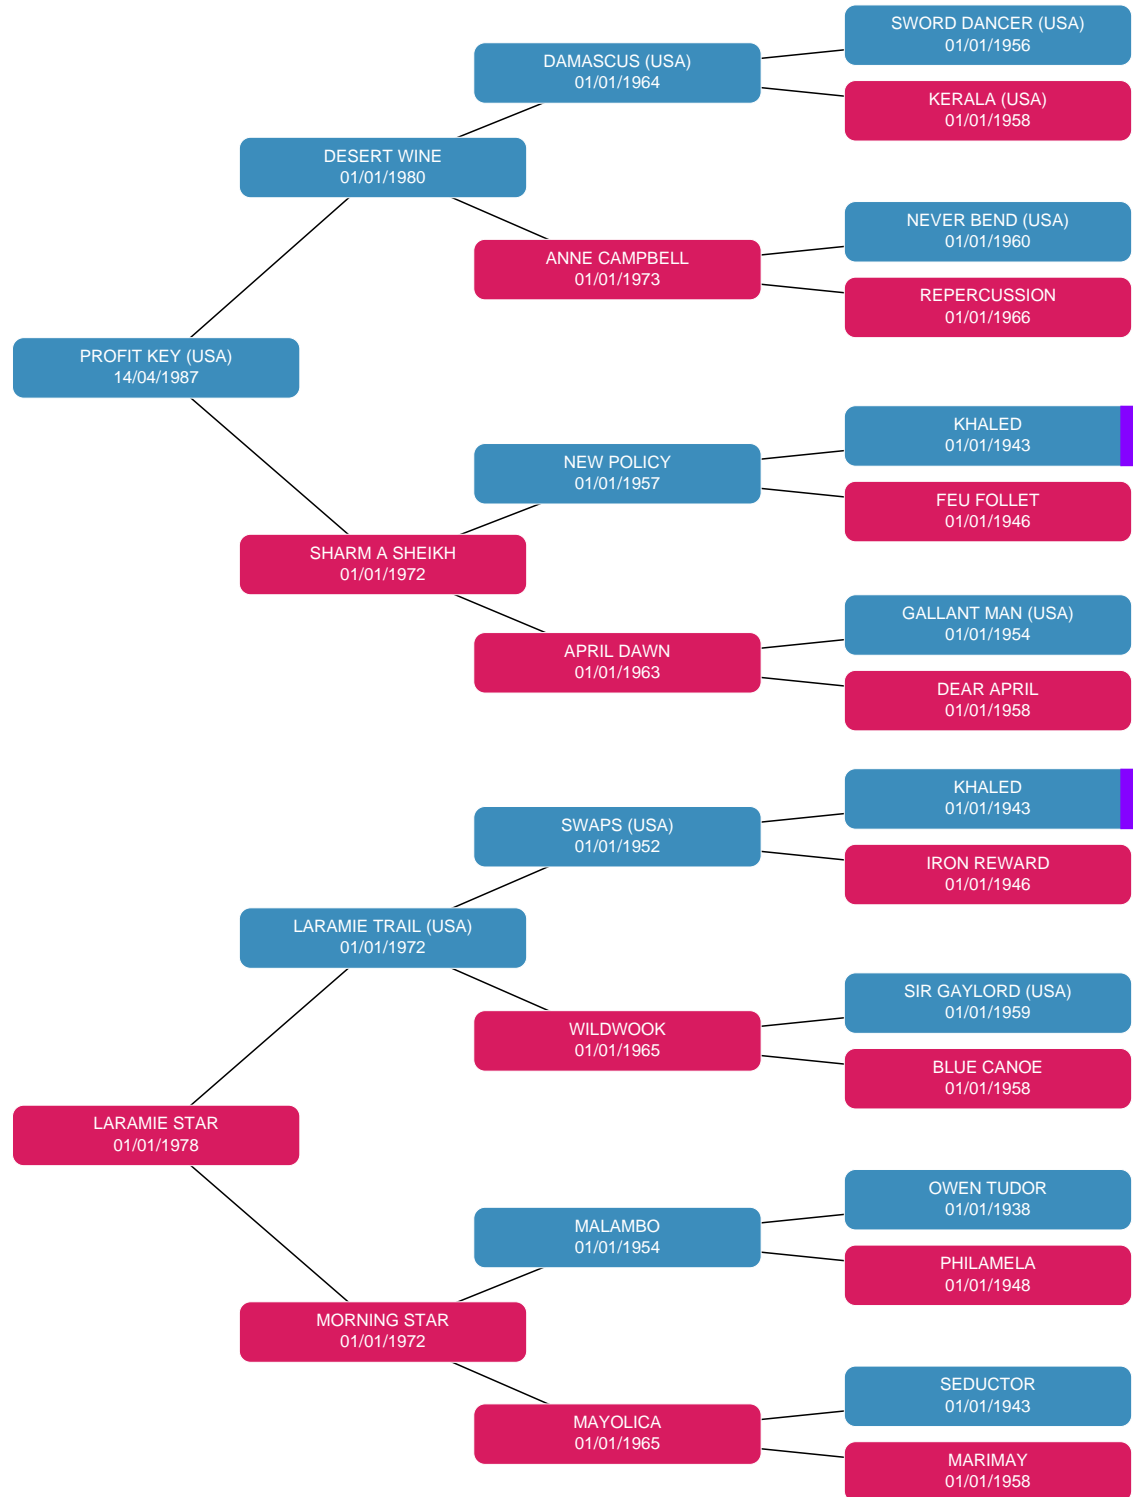 SWORD DANCER (USA)
01/01/1956
DAMASCUS (USA)
01/01/1964
KERALA (USA)
01/01/1958
DESERT WINE
01/01/1980
NEVER BEND (USA)
01/01/1960
ANNE CAMPBELL
01/01/1973
REPERCUSSION
01/01/1966
PROFIT KEY (USA)
14/04/1987
KHALED
01/01/1943
NEW POLICY
01/01/1957
FEU FOLLET
01/01/1946
SHARM A SHEIKH
01/01/1972
GALLANT MAN (USA)
01/01/1954
APRIL DAWN
01/01/1963
DEAR APRIL
01/01/1958
KHALED
01/01/1943
SWAPS (USA)
01/01/1952
IRON REWARD
01/01/1946
LARAMIE TRAIL (USA)
01/01/1972
SIR GAYLORD (USA)
01/01/1959
WILDWOOK
01/01/1965
BLUE CANOE
01/01/1958
LARAMIE STAR
01/01/1978
OWEN TUDOR
01/01/1938
MALAMBO
01/01/1954
PHILAMELA
01/01/1948
MORNING STAR
01/01/1972
SEDUCTOR
01/01/1943
MAYOLICA
01/01/1965
MARIMAY
01/01/1958